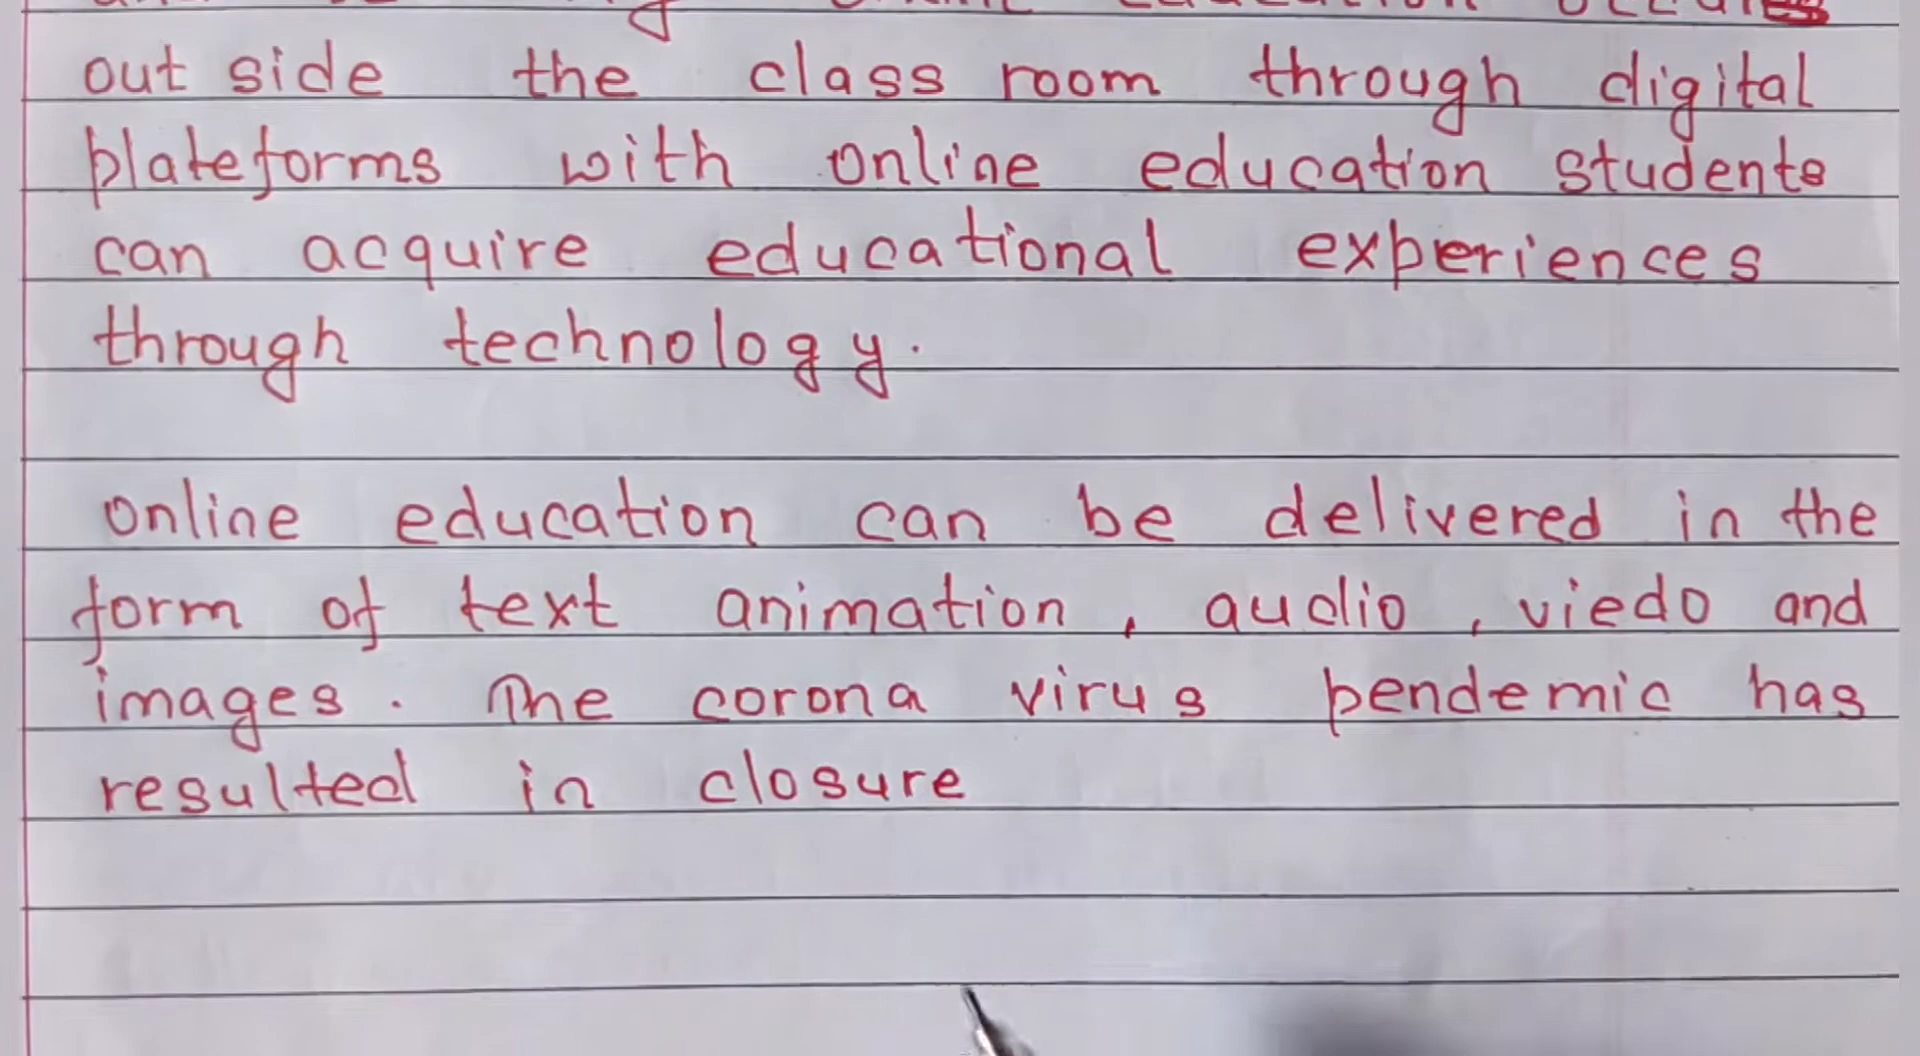 online education
out side the class room through digital
plateforms with online education students
can acquire educational experiences
through technology.
online education can be delivered in the
form of text animation, audio, viedo and
images. The corona virus pendemic has
resulted in closure